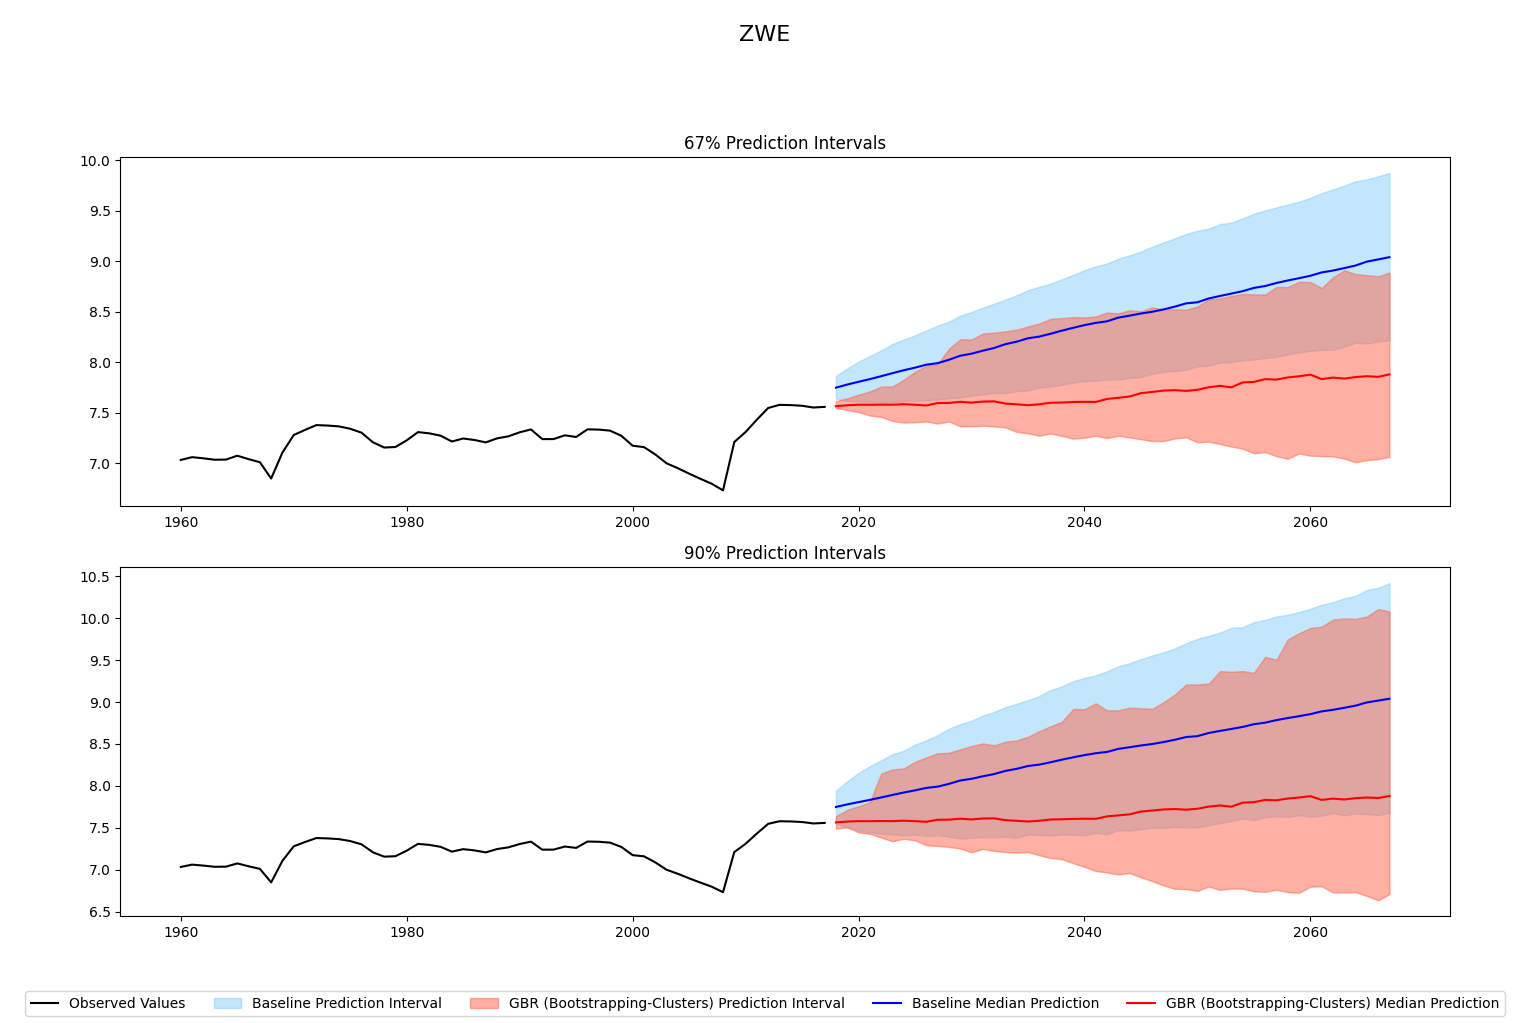 ZWE
67% Prediction Intervals
10.0
9.5
9.0
8.5
8.0
7.5
7.0
1960 1980 2000 2020 2040 2060
90% Prediction Intervals
10.5
10.0
9.5
9.0
8.5
8.0
7.5
7.0
6.5
1960 1980 2000 2020 2040 2060
Observed Values Baseline Prediction Interval GBR (Bootstrapping-Clusters) Prediction Interval Baseline Median Prediction GBR (Bootstrapping-Clusters) Median Prediction